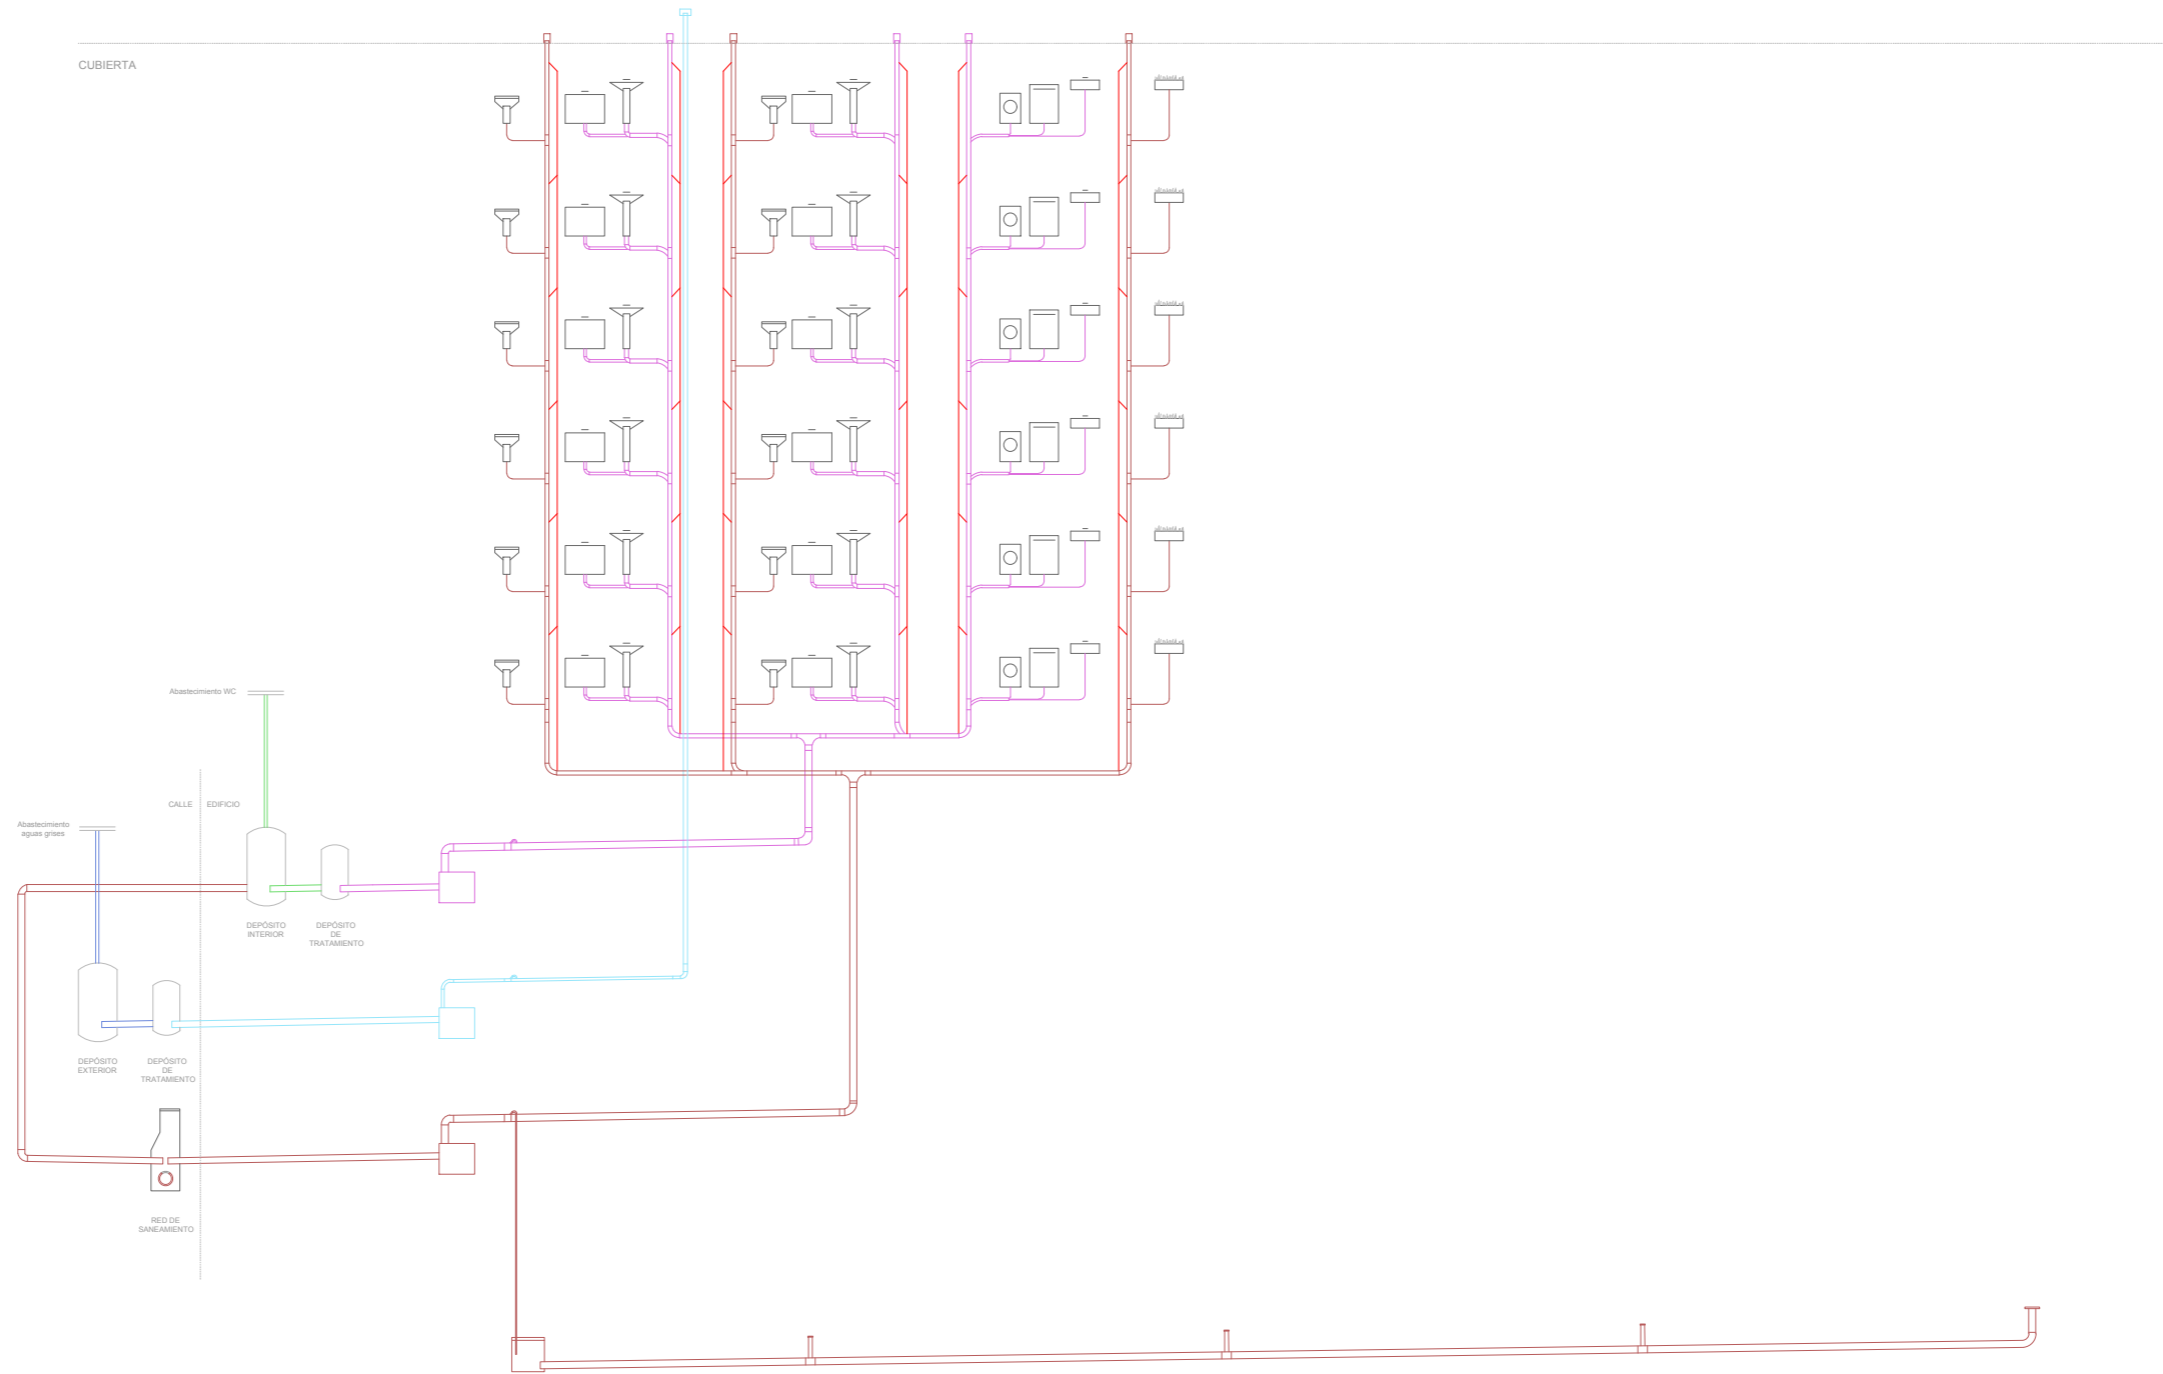 CUBIERTA
Abastecimiento WC
CALLE
EDIFICIO
Abastecimiento
aguas grises
DEPÓSITO
INTERIOR
DEPÓSITO
DE
TRATAMIENTO
DEPÓSITO
EXTERIOR
DEPÓSITO
DE
TRATAMIENTO
RED DE
SANEAMIENTO